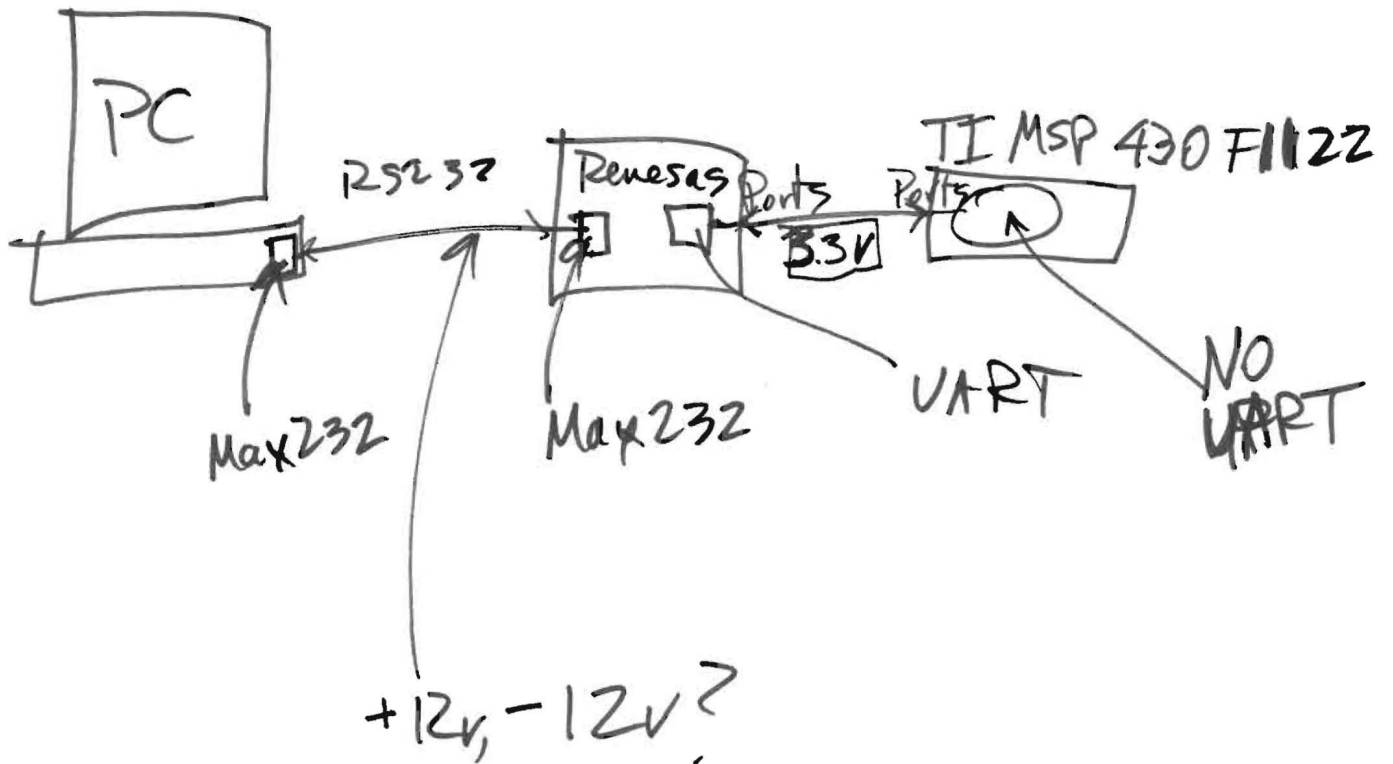 PC
RS232
Renesas
Ports
Ports
TI MSP 430 F1122
3.3V
Max232
Max232
UART
NO
UART
+12v, -12v?